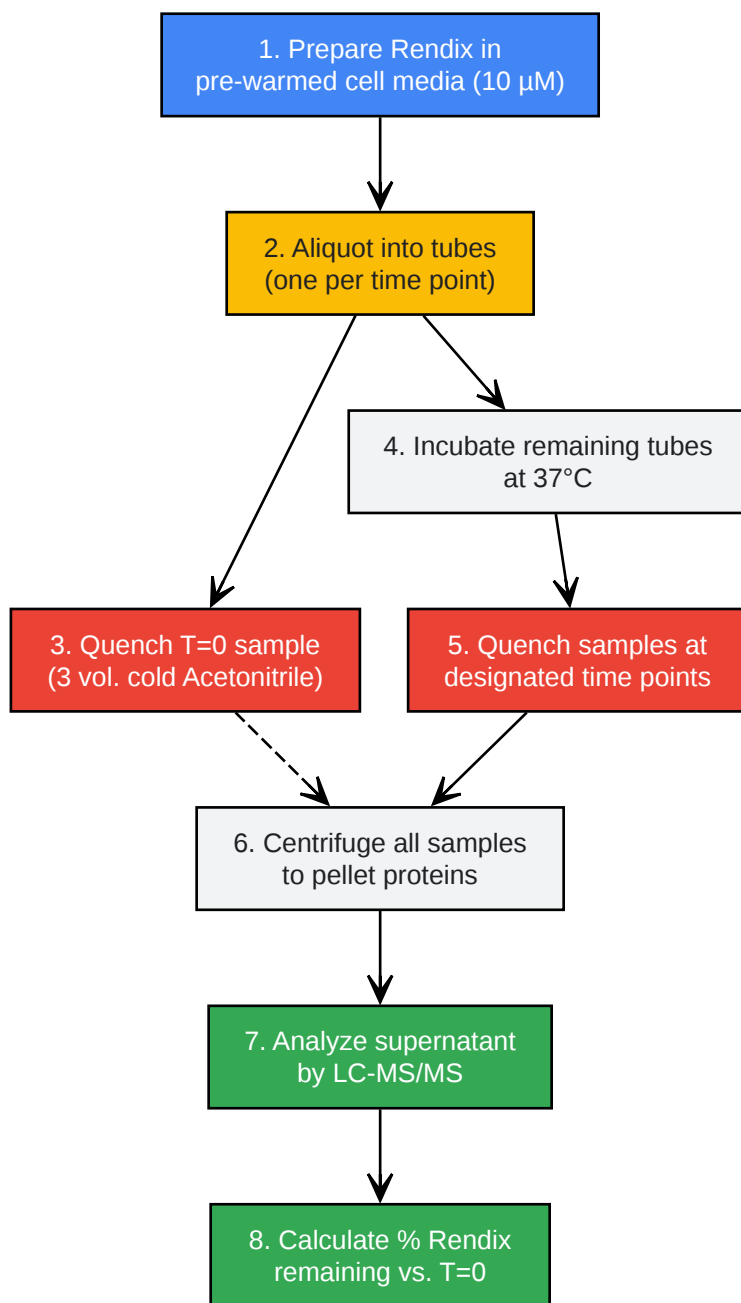 1. Prepare Rendix in
pre-warmed cell media (10 µM)
2. Aliquot into tubes
(one per time point)
4. Incubate remaining tubes
at 37°C
3. Quench T=0 sample
(3 vol. cold Acetonitrile)
5. Quench samples at
designated time points
6. Centrifuge all samples
to pellet proteins
7. Analyze supernatant
by LC-MS/MS
8. Calculate % Rendix
remaining vs. T=0